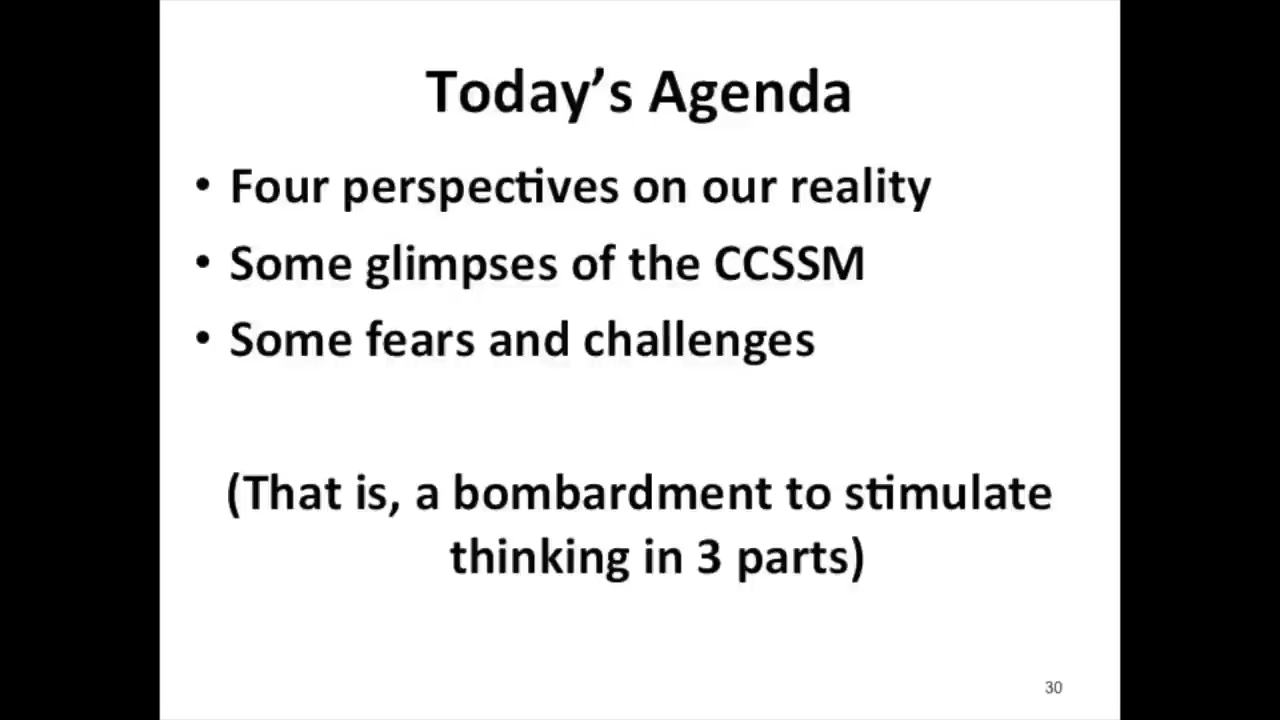 Today’s Agenda
• Four perspectives on our reality
• Some glimpses of the CCSSM
• Some fears and challenges
(That is, a bombardment to stimulate
thinking in 3 parts)
30